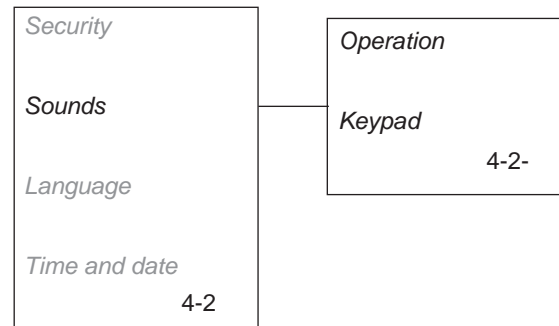 Security
Sounds
Language
Time and date
4-2
Operation
Keypad
4-2-